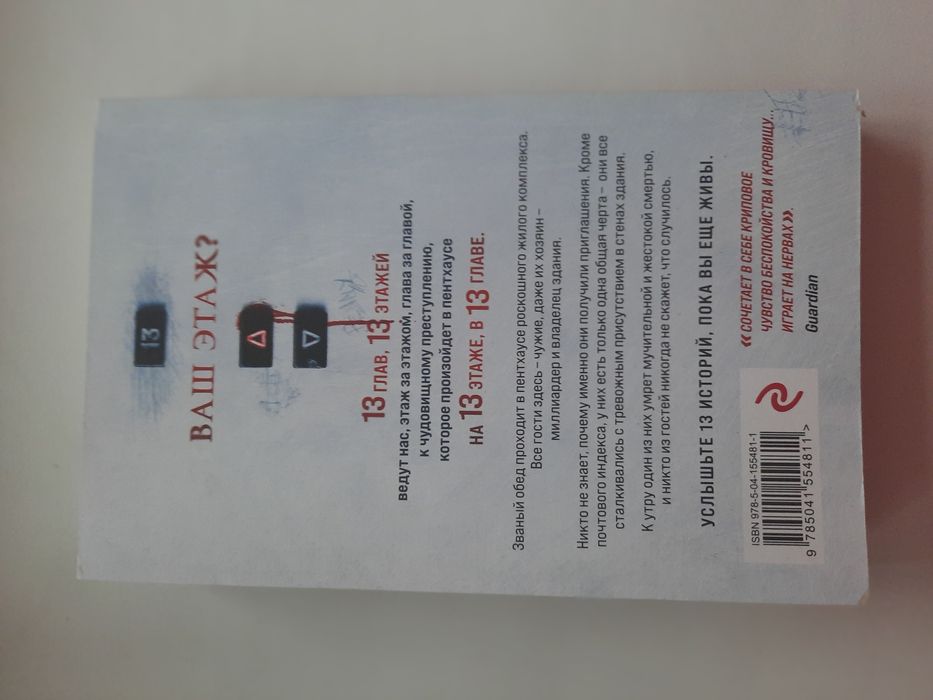 13
ВАШ ЭТАЖ?
13 ГЛАВ, 13 ЭТАЖЕЙ
ведут нас, этаж за этажом, глава за главой,
к чудовищному преступлению,
которое произойдет в пентхаусе
НА 13 ЭТАЖЕ, В 13 ГЛАВЕ.
Званый обед проходит в пентхаусе роскошного жилого комплекса.
Все гости здесь – чужие, даже их хозяин –
миллиардер и владелец здания.
Никто не знает, почему именно они получили приглашения. Кроме
почтового индекса, у них есть только одна общая черта – они все
сталкивались с тревожным присутствием в стенах здания.
К утру один из них умрет мучительной и жестокой смертью,
и никто из гостей никогда не скажет, что случилось.
УСЛЫШЬТЕ 13 ИСТОРИЙ, ПОКА ВЫ ЕЩЕ ЖИВЫ.
«СОЧЕТАЕТ В СЕБЕ КРИПОВОЕ
ЧУВСТВО БЕСПОКОЙСТВА И КРОВИЩУ...
ИГРАЕТ НА НЕРВАХ».
Guardian
ISBN 978-5-04-155481-1
9 785041 554811 >